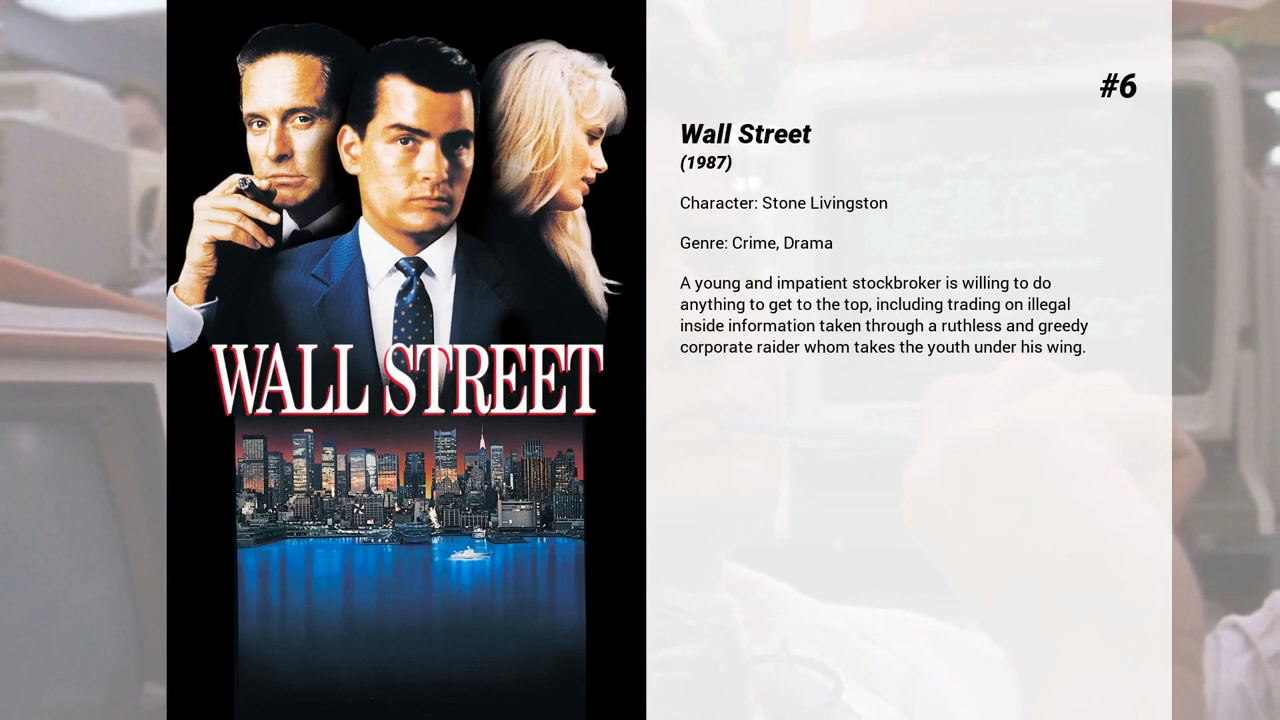 WALL STREET
#6
Wall Street
(1987)
Character: Stone Livingston
Genre: Crime, Drama
A young and impatient stockbroker is willing to do
anything to get to the top, including trading on illegal
inside information taken through a ruthless and greedy
corporate raider whom takes the youth under his wing.